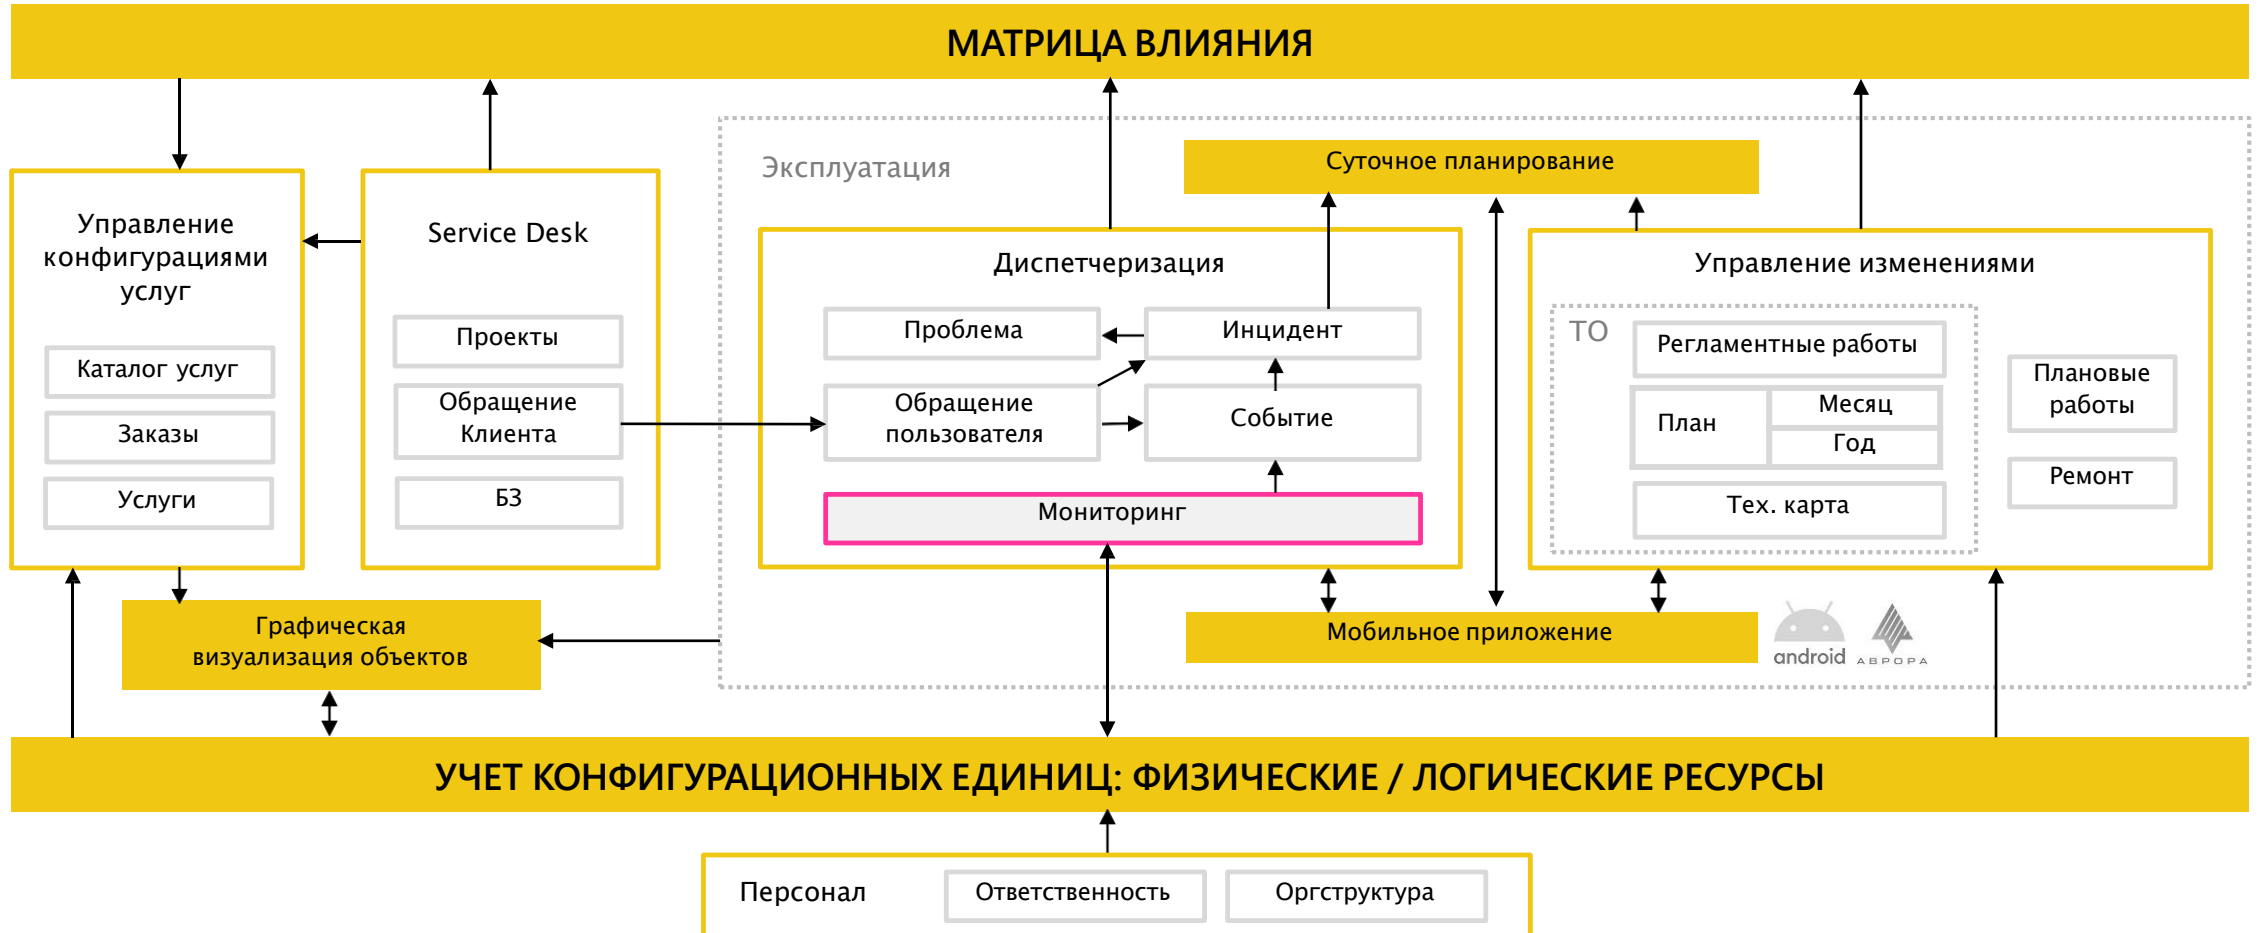 МАТРИЦА ВЛИЯНИЯ
Эксплуатация
Суточное планирование
Управление
конфигурациями
услуг
Каталог услуг
Заказы
Услуги
Service Desk
Проекты
Обращение
Клиента
БЗ
Диспетчеризация
Проблема
Инцидент
Обращение
пользователя
Событие
Мониторинг
Управление изменениями
ТО
Регламентные работы
План
Месяц
Год
Тех. карта
Плановые
работы
Ремонт
Графическая
визуализация объектов
Мобильное приложение
android
АВРОРА
УЧЕТ КОНФИГУРАЦИОННЫХ ЕДИНИЦ: ФИЗИЧЕСКИЕ / ЛОГИЧЕСКИЕ РЕСУРСЫ
Персонал
Ответственность
Оргструктура